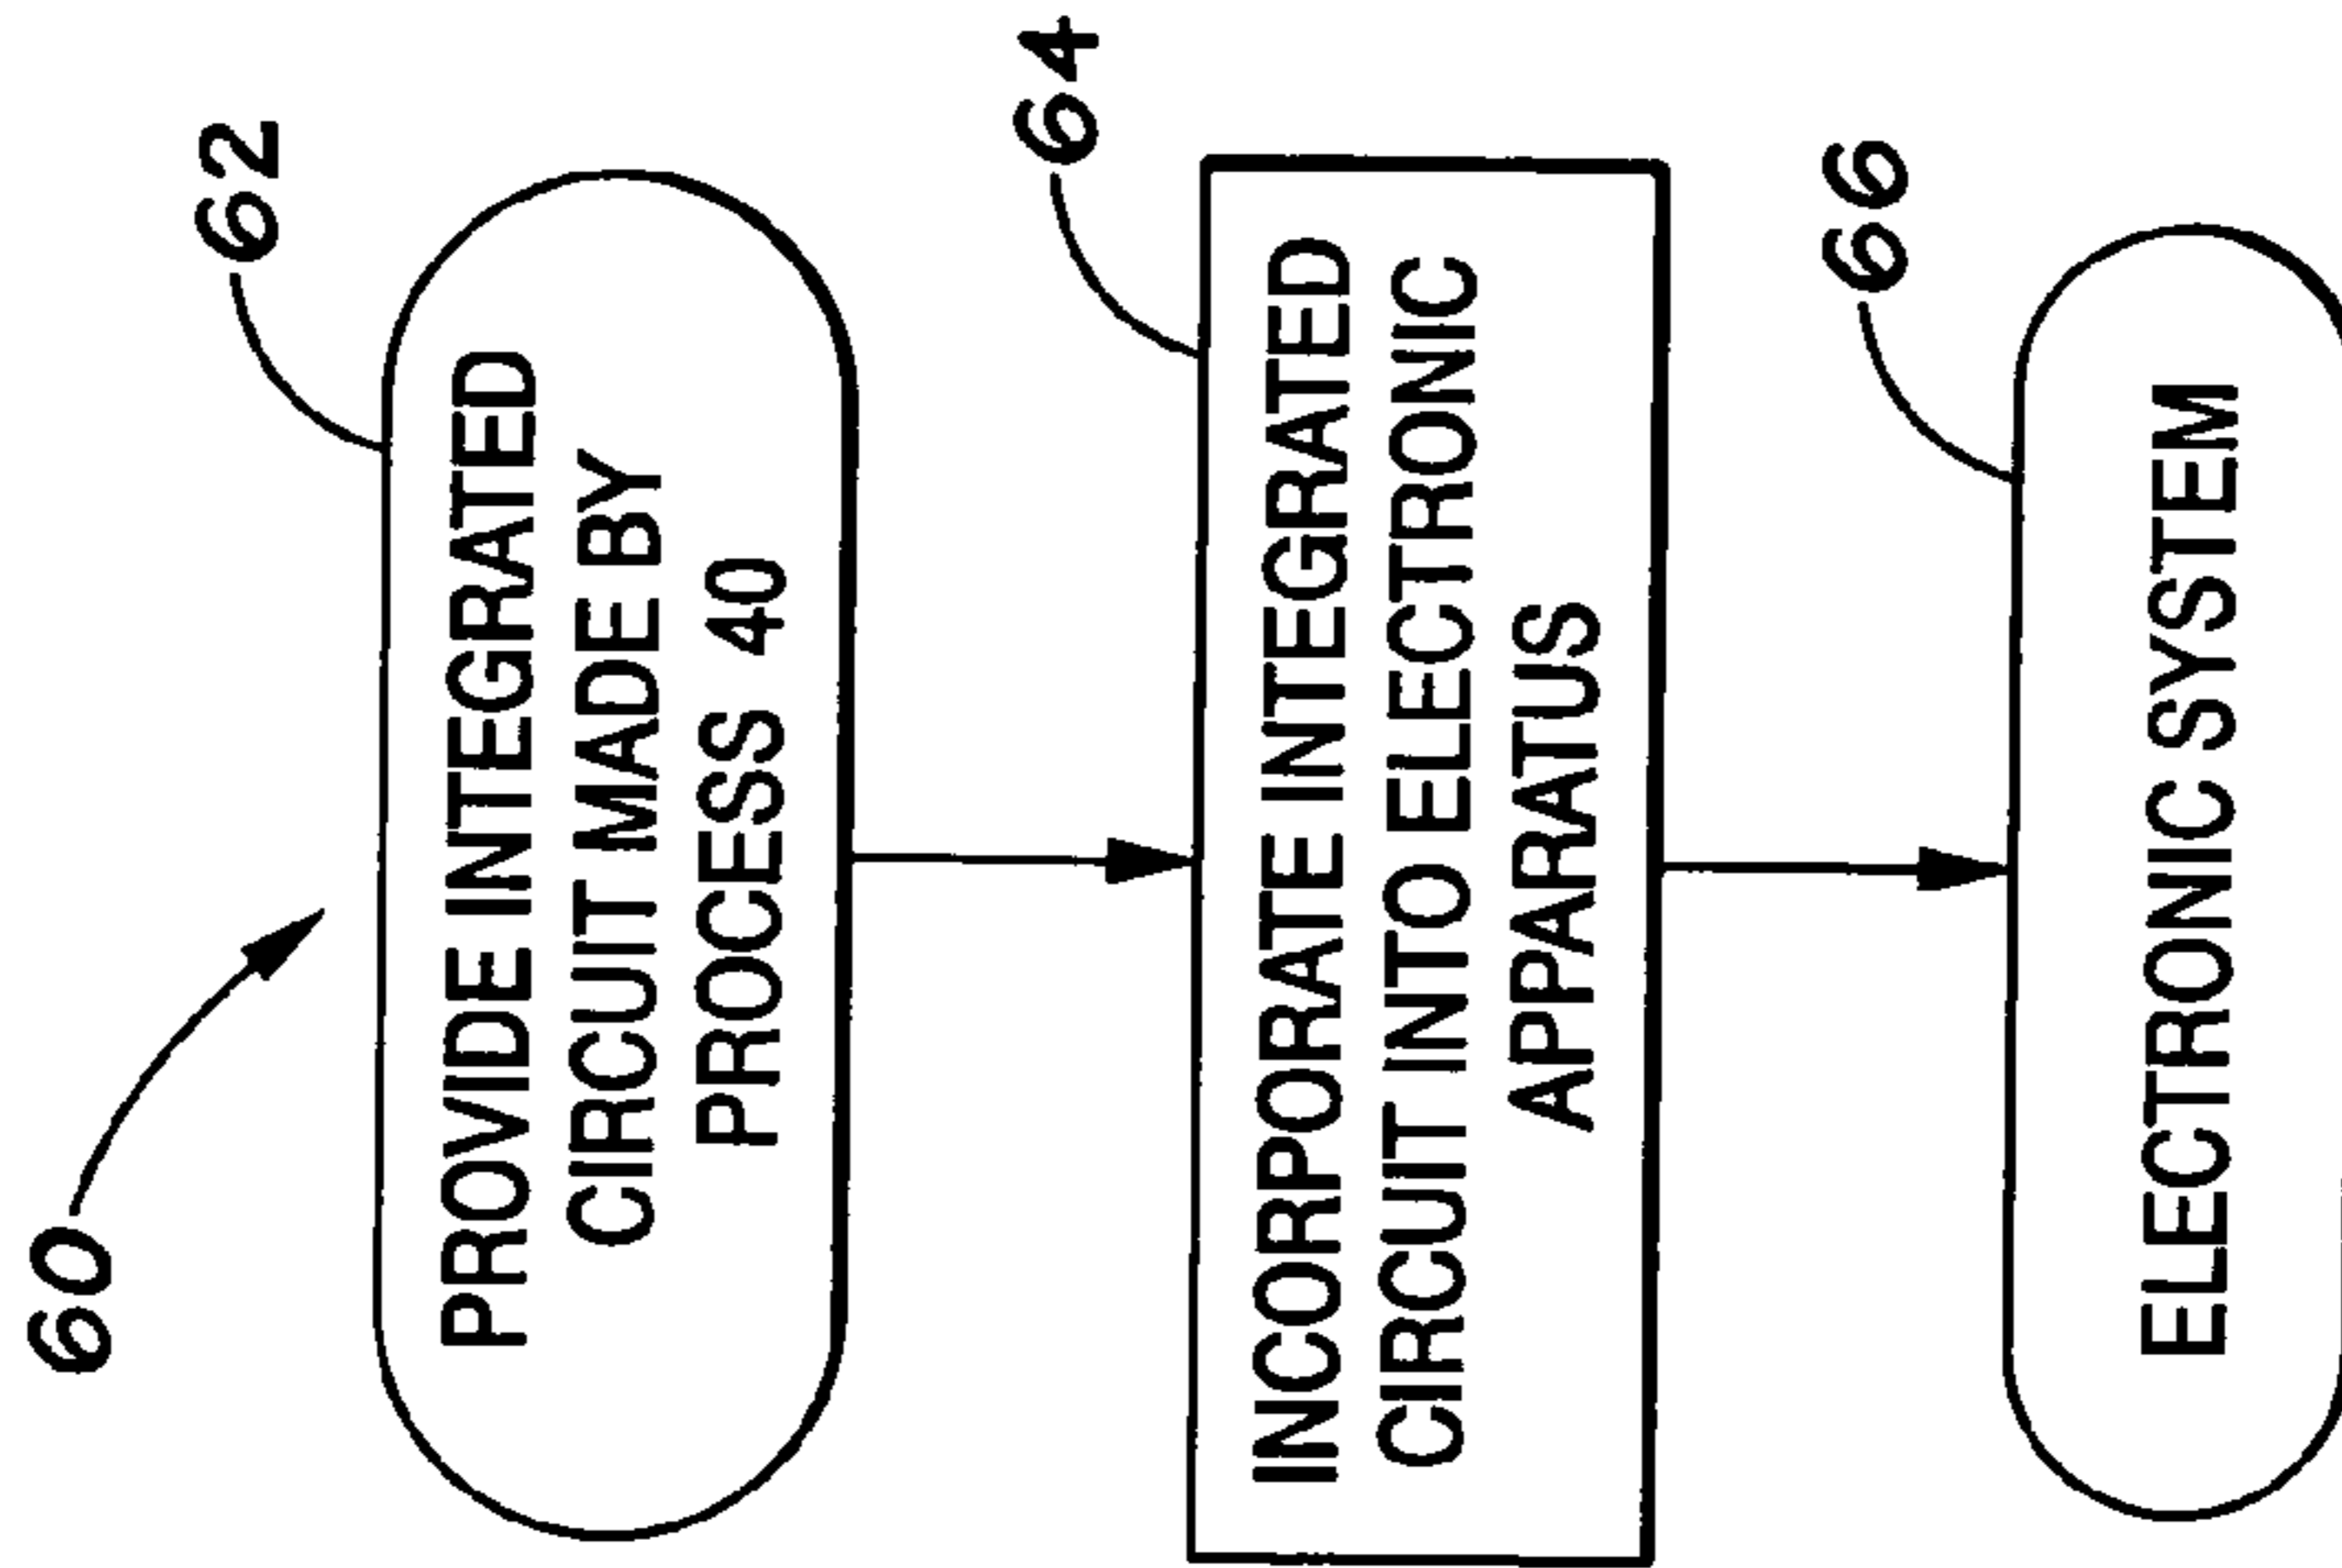 60
62
PROVIDE INTEGRATED
CIRCUIT MADE BY
PROCESS 40
64
INCORPORATE INTEGRATED
CIRCUIT INTO ELECTRONIC
APPARATUS
66
ELECTRONIC SYSTEM